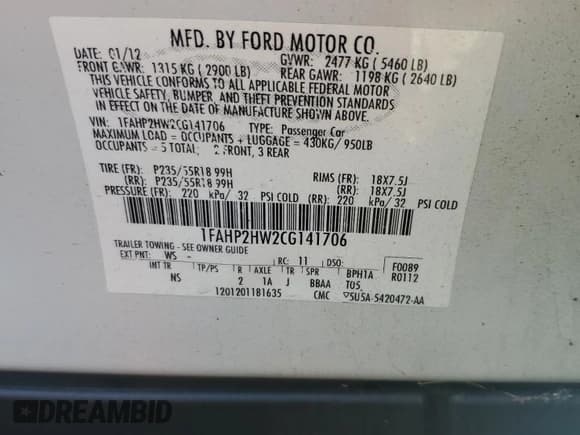 MFD. BY FORD MOTOR CO.
DATE: 01/12 GVWR: 2477 KG ( 5460 LB)
FRONT GAWR: 1315 KG ( 2900 LB) REAR GAWR: 1198 KG ( 2640 LB)
THIS VEHICLE CONFORMS TO ALL APPLICABLE FEDERAL MOTOR
VEHICLE SAFETY, BUMPER, AND THEFT PREVENTION STANDARDS
IN EFFECT ON THE DATE OF MANUFACTURE SHOWN ABOVE.
VIN: 1FAHP2HW2CG141706 TYPE: Passenger Car
MAXIMUM LOAD = OCCUPANTS + LUGGAGE = 430KG/ 950LB
OCCUPANTS = 5 TOTAL; 2 FRONT, 3 REAR
TIRE (FR): P235/55R18 99H RIMS (FR): 18X7.5J
(RR): P235/55R18 99H (RR): 18X7.5J
PRESSURE (FR): 220 kPa/ 32 PSI COLD (RR): 220 kPa/ 32 PSI COLD
1FAHP2HW2CG141706
TRAILER TOWING - SEE OWNER GUIDE
EXT PNT: WS - RC: 11 DSO: F0089
INT TR TP/PS R AXLE TR SPR BPH1A R0112
NS 2 1A J BBAA T05
1201201181635 CMC 5U5A-5420472-AA
DREAMBID